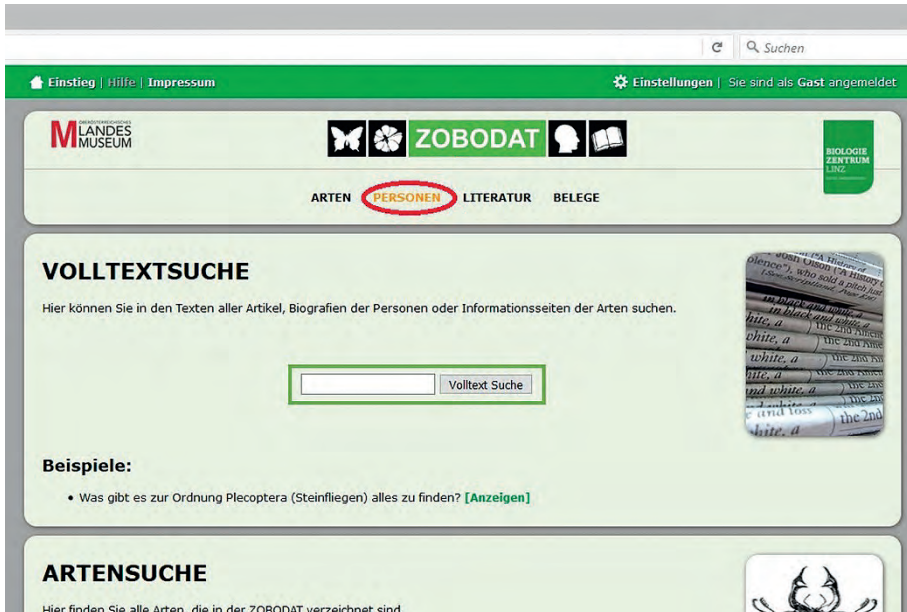 Suchen
Einstieg | Hilfe | Impressum
Einstellungen | Sie sind als Gast angemeldet
OBERÖSTERREICHISCHES
LANDES
MUSEUM
ZOBODAT
BIOLOGIE
ZENTRUM
LINZ
ARTEN PERSONEN LITERATUR BELEGE
VOLLTEXTSUCHE
Hier können Sie in den Texten aller Artikel, Biografien der Personen oder Informationsseiten der Arten suchen.
Volltext Suche
Beispiele:
• Was gibt es zur Ordnung Plecoptera (Steinfliegen) alles zu finden? [Anzeigen]
ARTENSUCHE
Hier finden Sie alle Arten, die in der ZOBODAT verzeichnet sind.